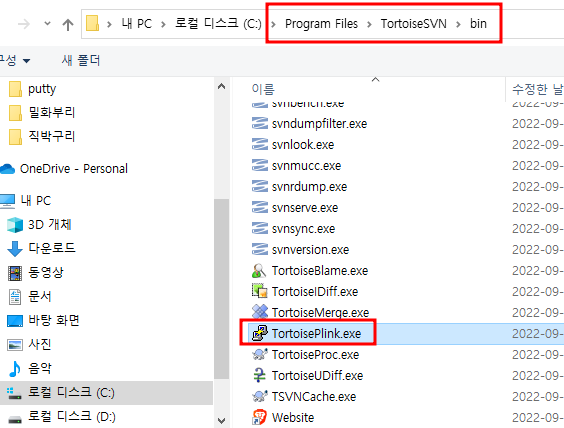 내 PC > 로컬 디스크 (C:) > Program Files > TortoiseSVN > bin
구성 새 폴더
putty
밀화부리
직박구리
OneDrive - Personal
내 PC
3D 개체
다운로드
동영상
문서
바탕 화면
사진
음악
로컬 디스크 (C:)
로컬 디스크 (D:)
이름 수정한 날
svnbench.exe 2022-09-
svndumpfilter.exe 2022-09-
svnlook.exe 2022-09-
svnmucc.exe 2022-09-
svnrdump.exe 2022-09-
svnserve.exe 2022-09-
svnsync.exe 2022-09-
svnversion.exe 2022-09-
TortoiseBlame.exe 2022-09-
TortoiseIDiff.exe 2022-09-
TortoiseMerge.exe 2022-09-
TortoisePlink.exe 2022-09-
TortoiseProc.exe 2022-09-
TortoiseUDiff.exe 2022-09-
TSVNCache.exe 2022-09-
Website 2022-09-